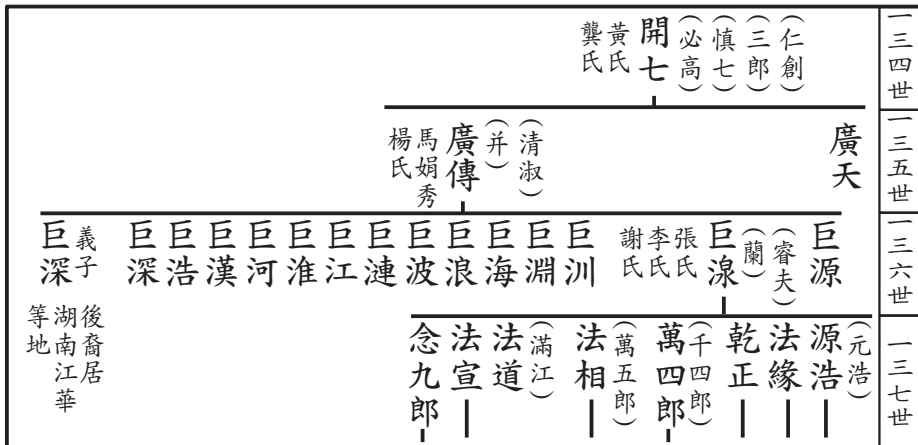 一三四世
(仁創)
(三郎)
(慎七)
(必高)
開七
黃氏
龔氏
一三五世
廣天
(清淑)
(并)
廣傳
馬娟秀
楊氏
一三六世
巨源
(睿夫)
(蘭)
巨湶
張氏
李氏
謝氏
巨汌
巨淵
巨海
巨浪
巨波
巨漣
巨江
巨淮
巨河
巨漢
巨浩
巨深
義子
巨深
後裔居
湖南江華
等地
一三七世
(元浩)
源浩
法緣
乾正
(千四郎)
萬四郎
(萬五郎)
法相
(滿江)
法道
法宣
念九郎